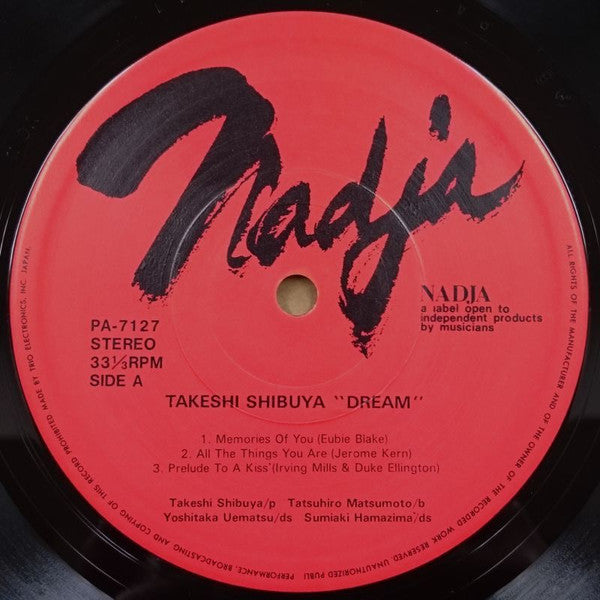 Nadja
NADJA
a label open to
independent products
by musicians
PA-7127
STEREO
33⅓RPM
SIDE A
TAKESHI SHIBUYA "DREAM"
1. Memories Of You (Eubie Blake)
2. All The Things You Are (Jerome Kern)
3. Prelude To A Kiss'(Irving Mills & Duke Ellington)
Takeshi Shibuya/p Tatsuhiro Matsumoto/b
Yoshitaka Uematsu/ds Sumiaki Hamazima'/ds
ALL RIGHTS OF THE MANUFACTURER AND OF THE OWNER OF THE RECORDED WORK RESERVED. UNAUTHORIZED PUBLI PERFORMANCE, BROADCASTING AND COPYING OF THIS RECORD PROHIBITED MADE BY TRIO ELECTRONICS, INC. JAPAN.